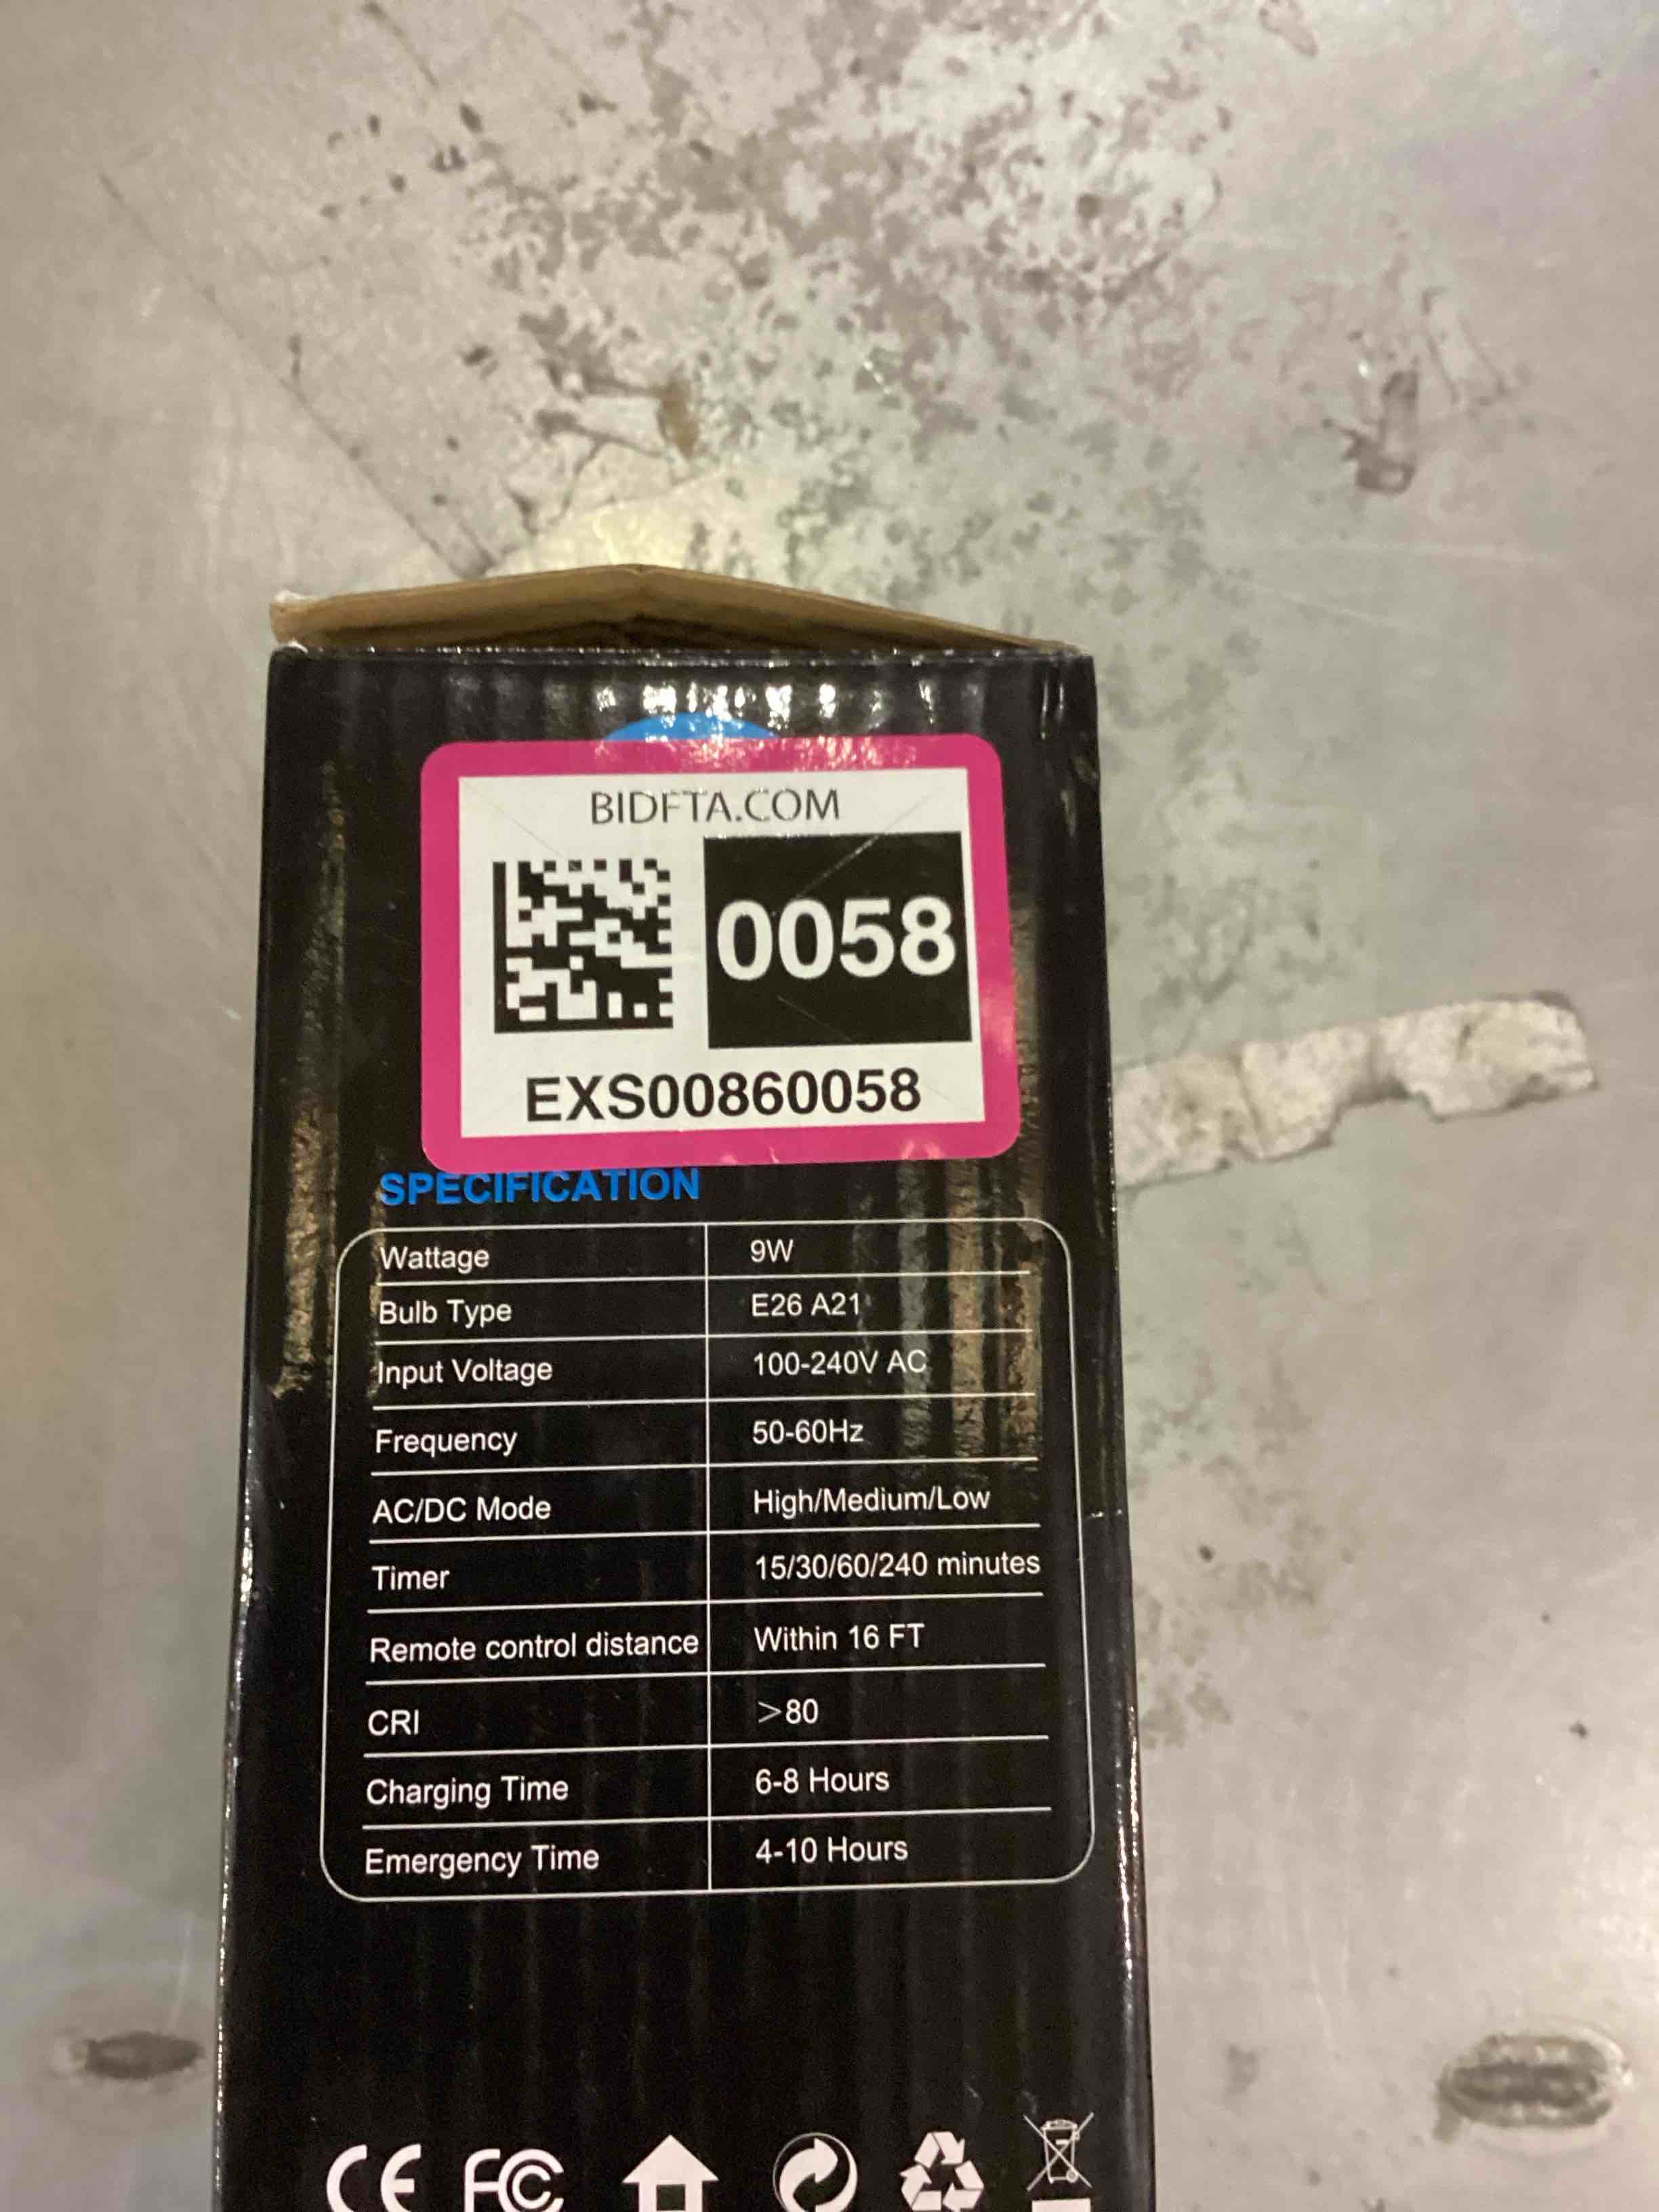 BIDFTA.COM
0058
EXS00860058
SPECIFICATION
Wattage 9W
Bulb Type E26 A21
Input Voltage 100-240V AC
Frequency 50-60Hz
AC/DC Mode High/Medium/Low
Timer 15/30/60/240 minutes
Remote control distance Within 16 FT
CRI >80
Charging Time 6-8 Hours
Emergency Time 4-10 Hours
CE FC